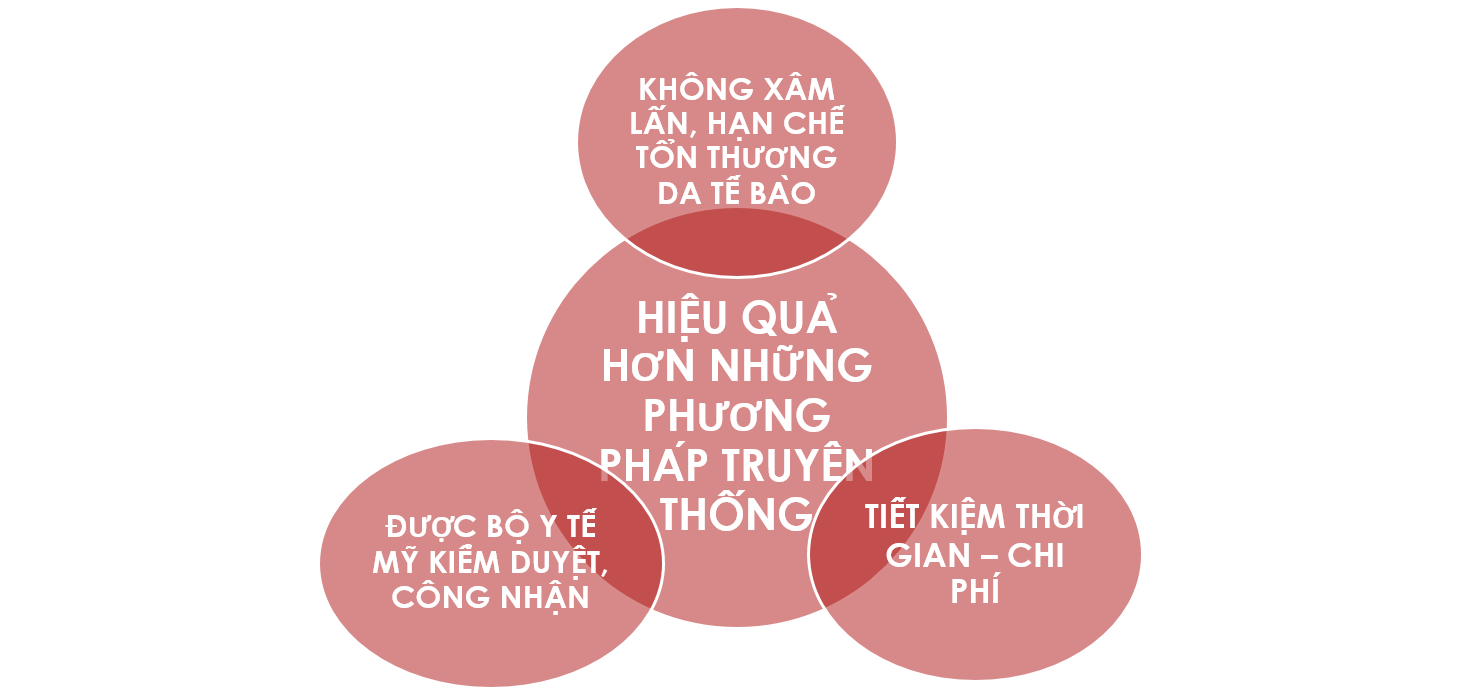 KHÔNG XÂM
LẤN, HẠN CHẾ
TỔN THƯƠNG
DA TẾ BÀO
HIỆU QUẢ
HƠN NHỮNG
PHƯƠNG
PHÁP TRUYỀN
THỐNG
ĐƯỢC BỘ Y TẾ
MỸ KIỂM DUYỆT,
CÔNG NHẬN
TIẾT KIỆM THỜI
GIAN – CHI
PHÍ